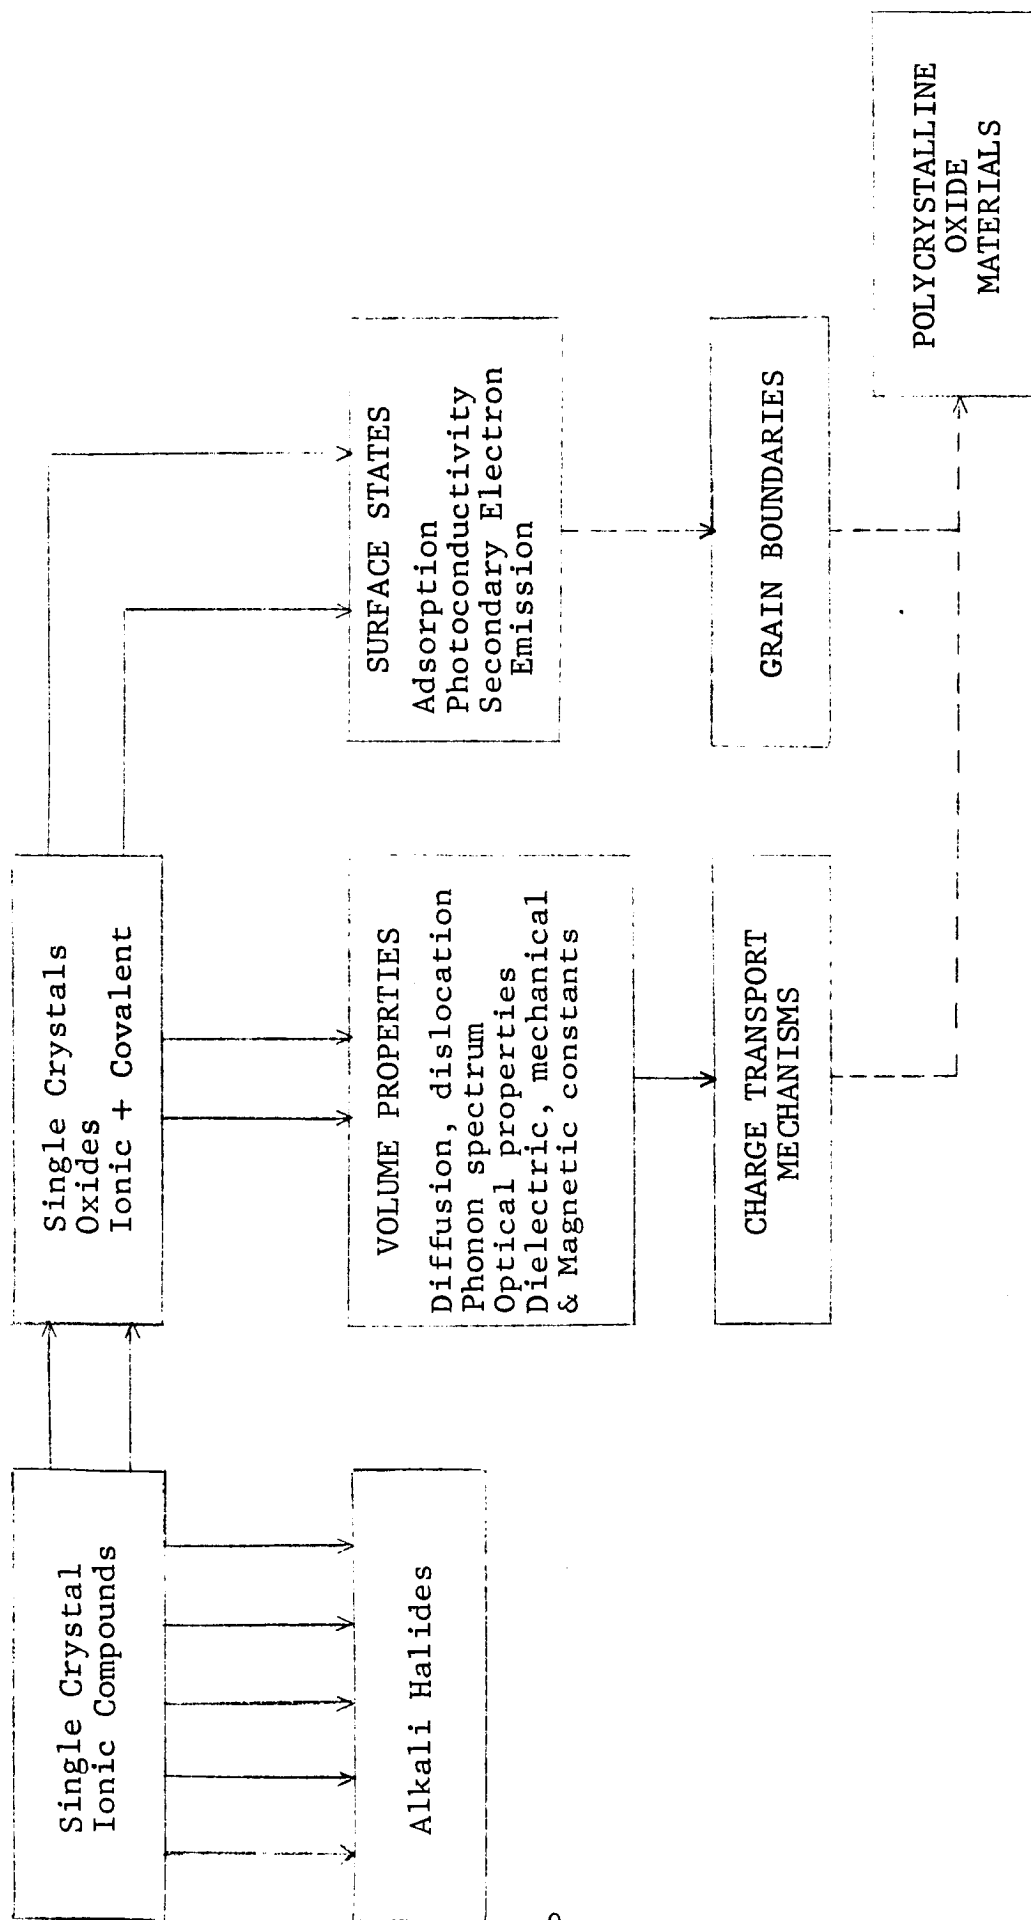 Single Crystal
Ionic Compounds
Alkali Halides
Single Crystals
Oxides
Ionic + Covalent
VOLUME PROPERTIES
Diffusion, dislocation
Phonon spectrum
Optical properties
Dielectric, mechanical
& Magnetic constants
CHARGE TRANSPORT
MECHANISMS
SURFACE STATES
Adsorption
Photoconductivity
Secondary Electron
Emission
GRAIN BOUNDARIES
POLYCRYSTALLINE
OXIDE
MATERIALS